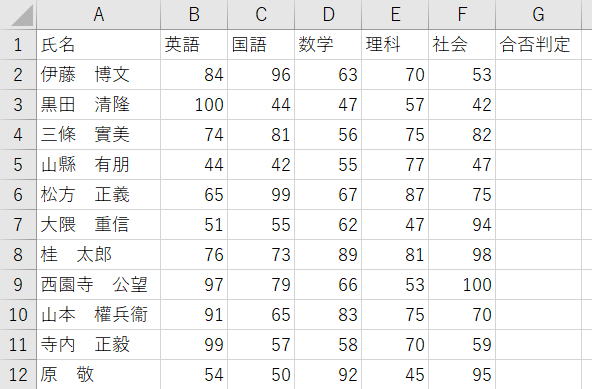 A B C D E F G
1 氏名 英語 国語 数学 理科 社会 合否判定
2 伊藤　博文 84 96 63 70 53
3 黒田　清隆 100 44 47 57 42
4 三條　實美 74 81 56 75 82
5 山縣　有朋 44 42 55 77 47
6 松方　正義 65 99 67 87 75
7 大隈　重信 51 55 62 47 94
8 桂　太郎 76 73 89 81 98
9 西園寺　公望 97 79 66 53 100
10 山本　權兵衞 91 65 83 75 70
11 寺内　正毅 99 57 58 70 59
12 原　敬 54 50 92 45 95